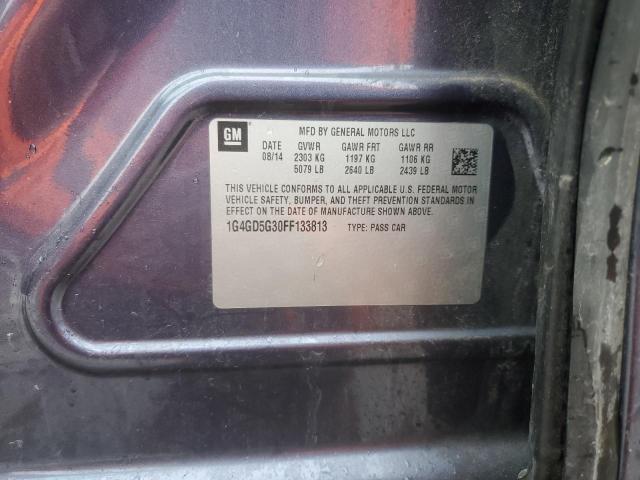 GM MFD BY GENERAL MOTORS LLC
DATE GVWR GAWR FRT GAWR RR
08/14 2303 KG 1197 KG 1106 KG
5079 LB 2640 LB 2439 LB
THIS VEHICLE CONFORMS TO ALL APPLICABLE U.S. FEDERAL MOTOR
VEHICLE SAFETY, BUMPER, AND THEFT PREVENTION STANDARDS
IN EFFECT ON THE DATE OF MANUFACTURE SHOWN ABOVE.
1G4GD5G30FF133813 TYPE: PASS CAR